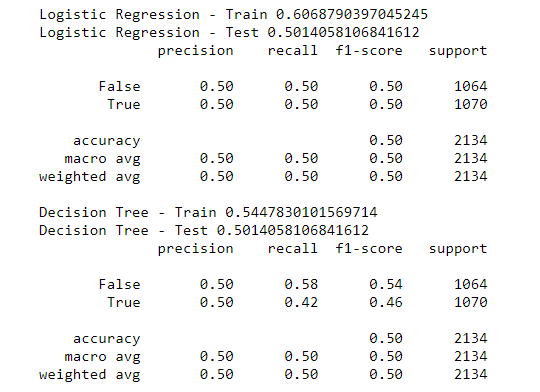 Logistic Regression - Train 0.6068790397045245
Logistic Regression - Test 0.5014058106841612
precision recall f1-score support
False 0.50 0.50 0.50 1064
True 0.50 0.50 0.50 1070
accuracy 0.50 2134
macro avg 0.50 0.50 0.50 2134
weighted avg 0.50 0.50 0.50 2134
Decision Tree - Train 0.5447830101569714
Decision Tree - Test 0.5014058106841612
precision recall f1-score support
False 0.50 0.58 0.54 1064
True 0.50 0.42 0.46 1070
accuracy 0.50 2134
macro avg 0.50 0.50 0.50 2134
weighted avg 0.50 0.50 0.50 2134